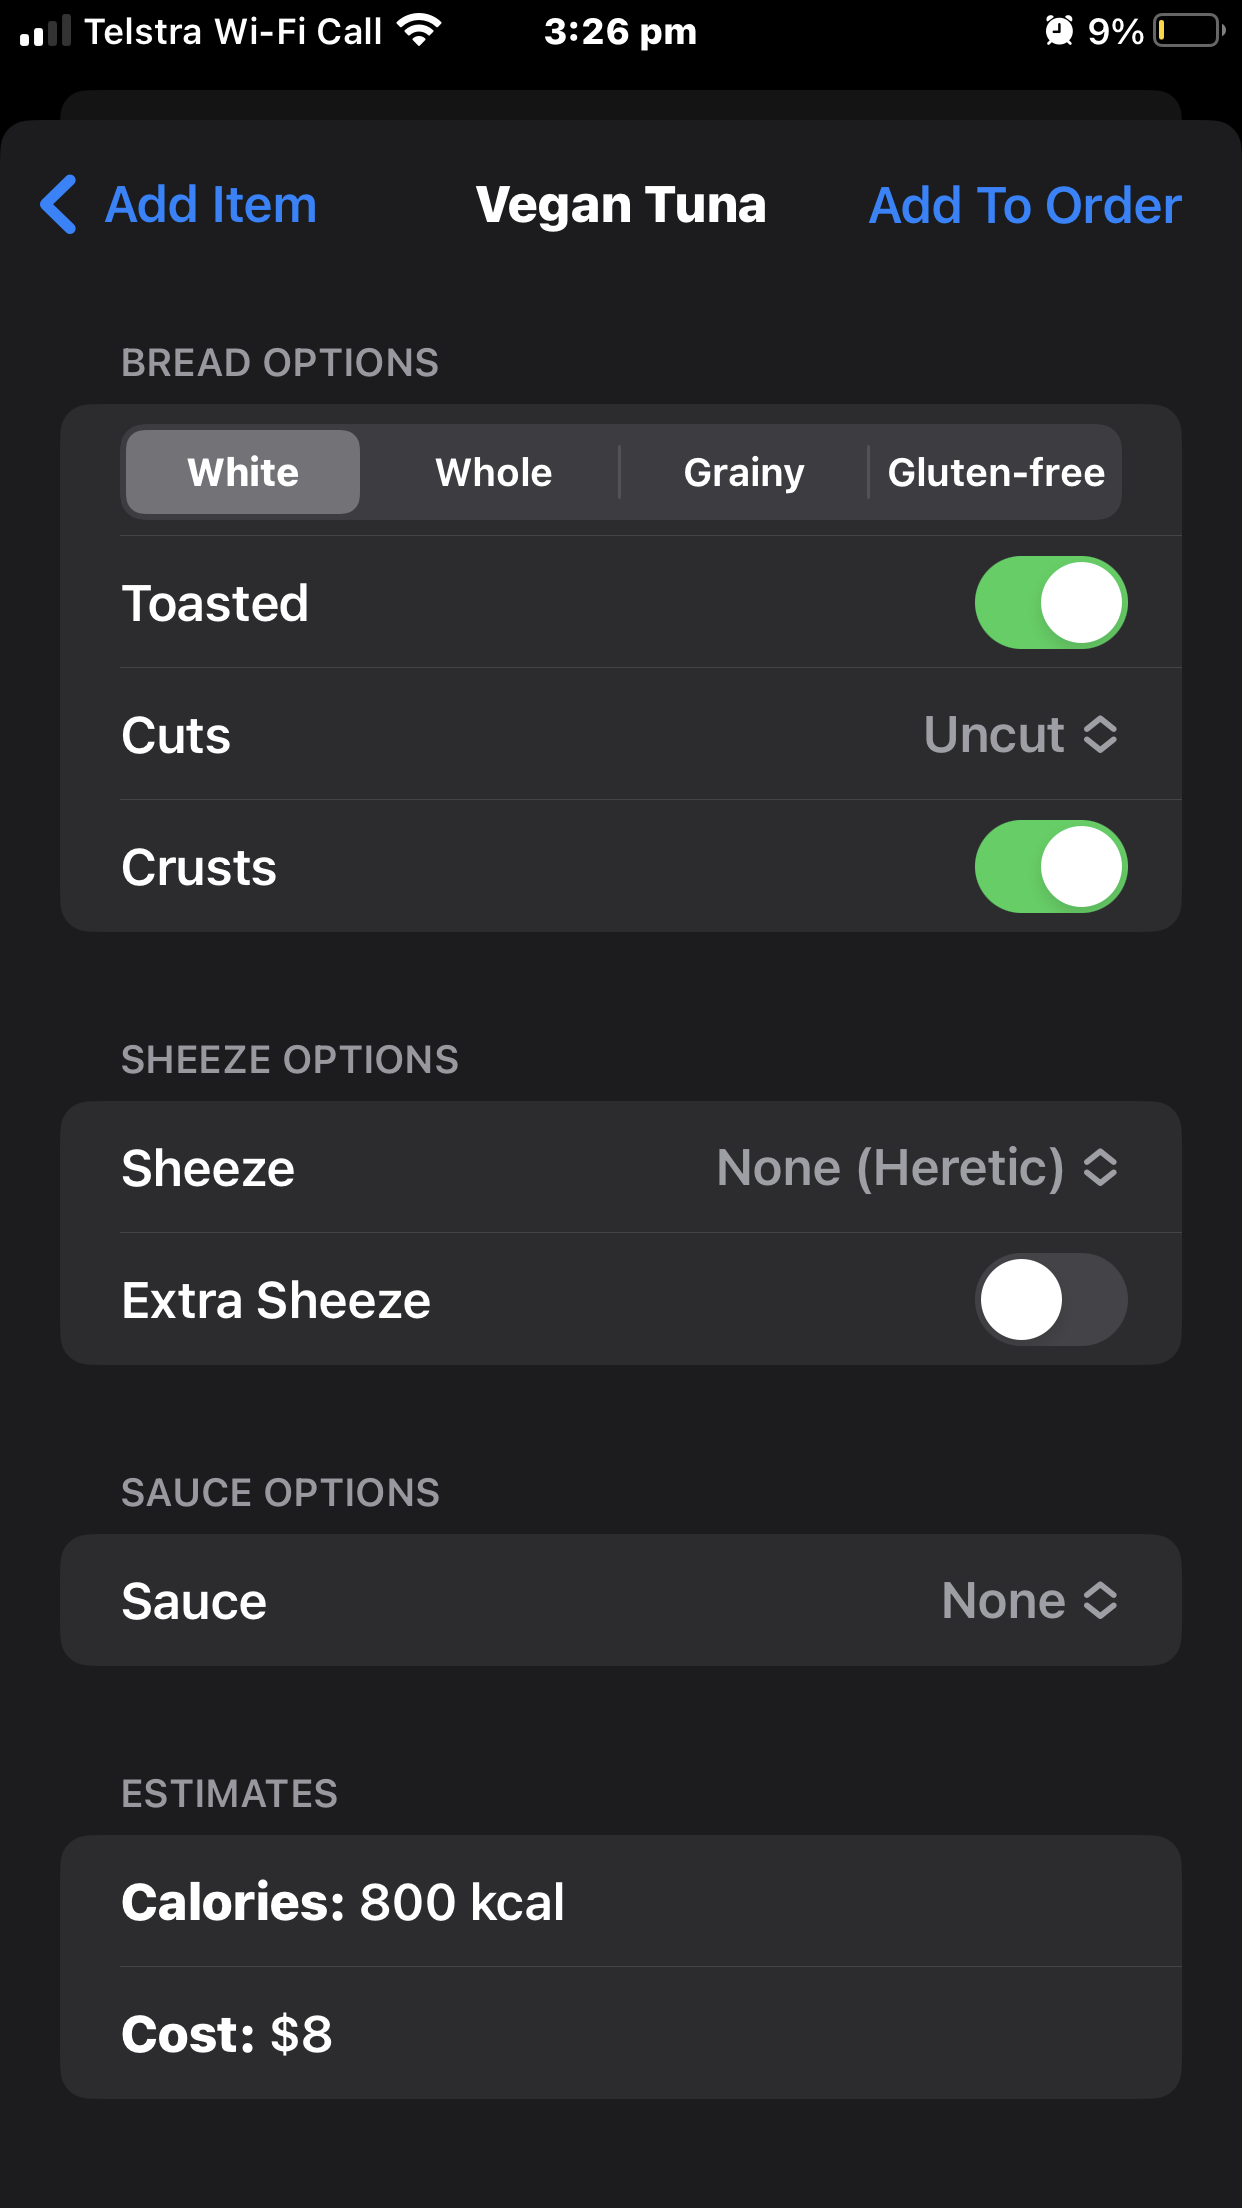 Telstra Wi-Fi Call 3:26 pm 9%
Add Item Vegan Tuna Add To Order
BREAD OPTIONS
White Whole Grainy Gluten-free
Toasted
Cuts Uncut
Crusts
SHEEZE OPTIONS
Sheeze None (Heretic)
Extra Sheeze
SAUCE OPTIONS
Sauce None
ESTIMATES
Calories: 800 kcal
Cost: $8